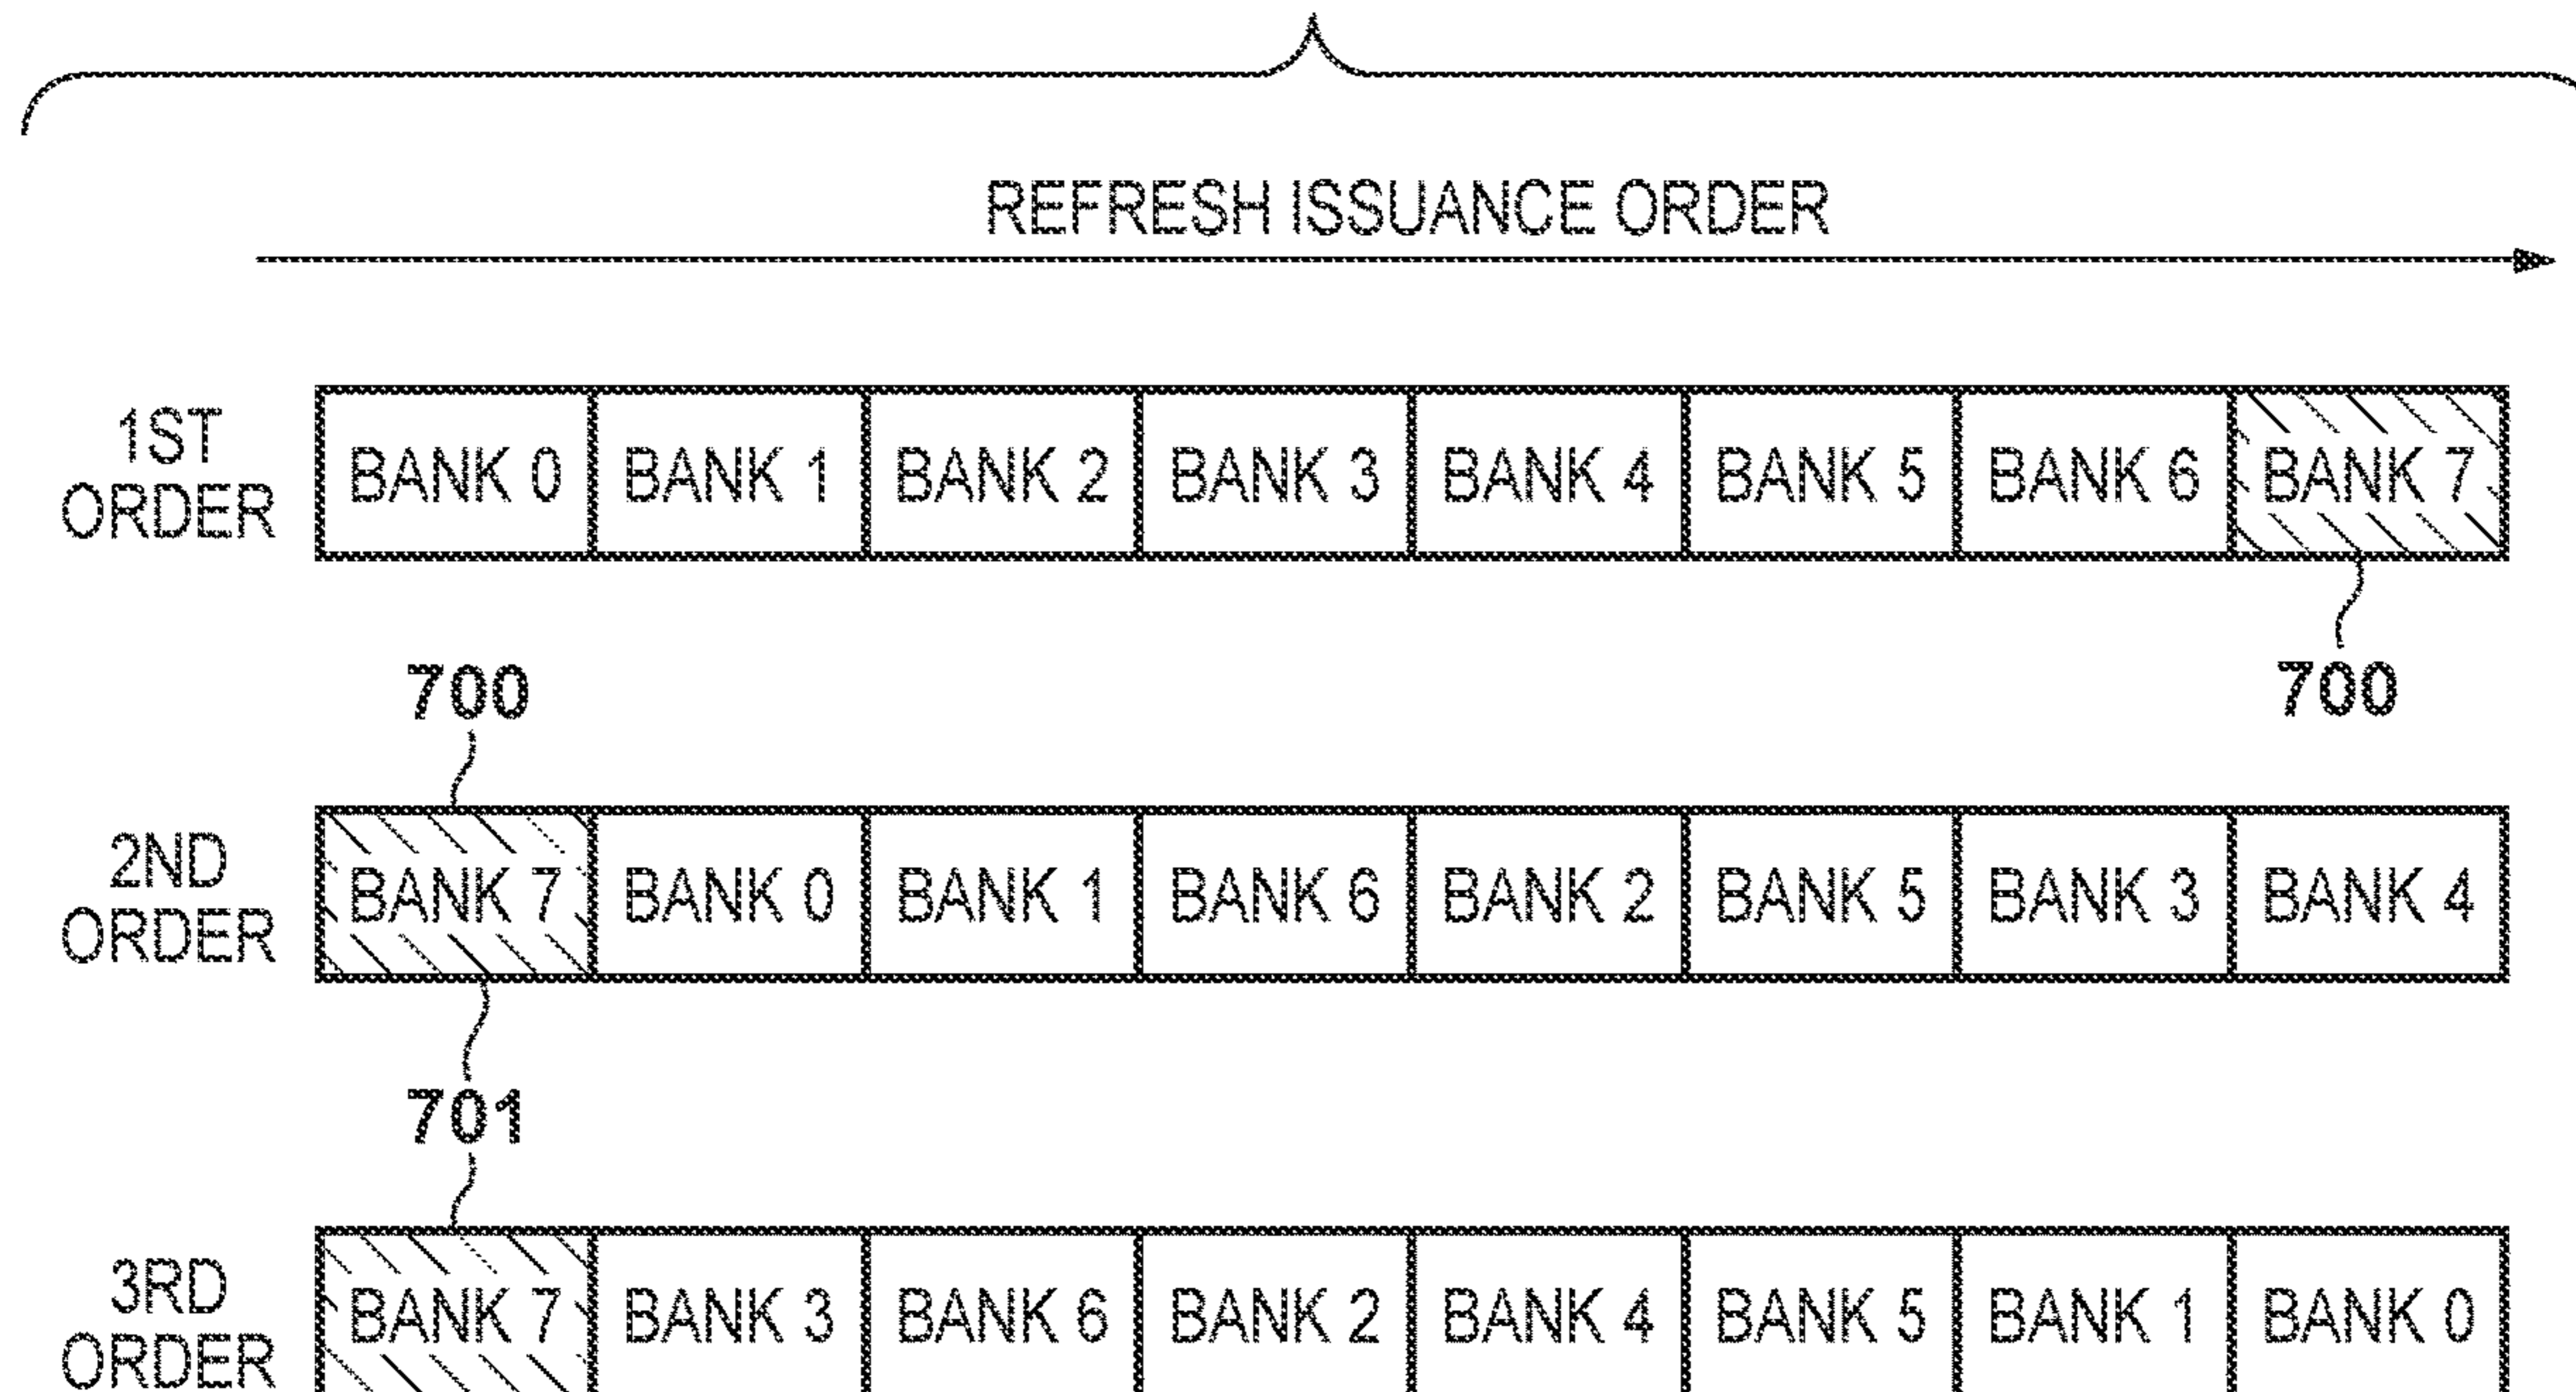 REFRESH ISSUANCE ORDER
1ST
ORDER
BANK 0 BANK 1 BANK 2 BANK 3 BANK 4 BANK 5 BANK 6 BANK 7
700 700
2ND
ORDER
BANK 7 BANK 0 BANK 1 BANK 6 BANK 2 BANK 5 BANK 3 BANK 4
701
3RD
ORDER
BANK 7 BANK 3 BANK 6 BANK 2 BANK 4 BANK 5 BANK 1 BANK 0